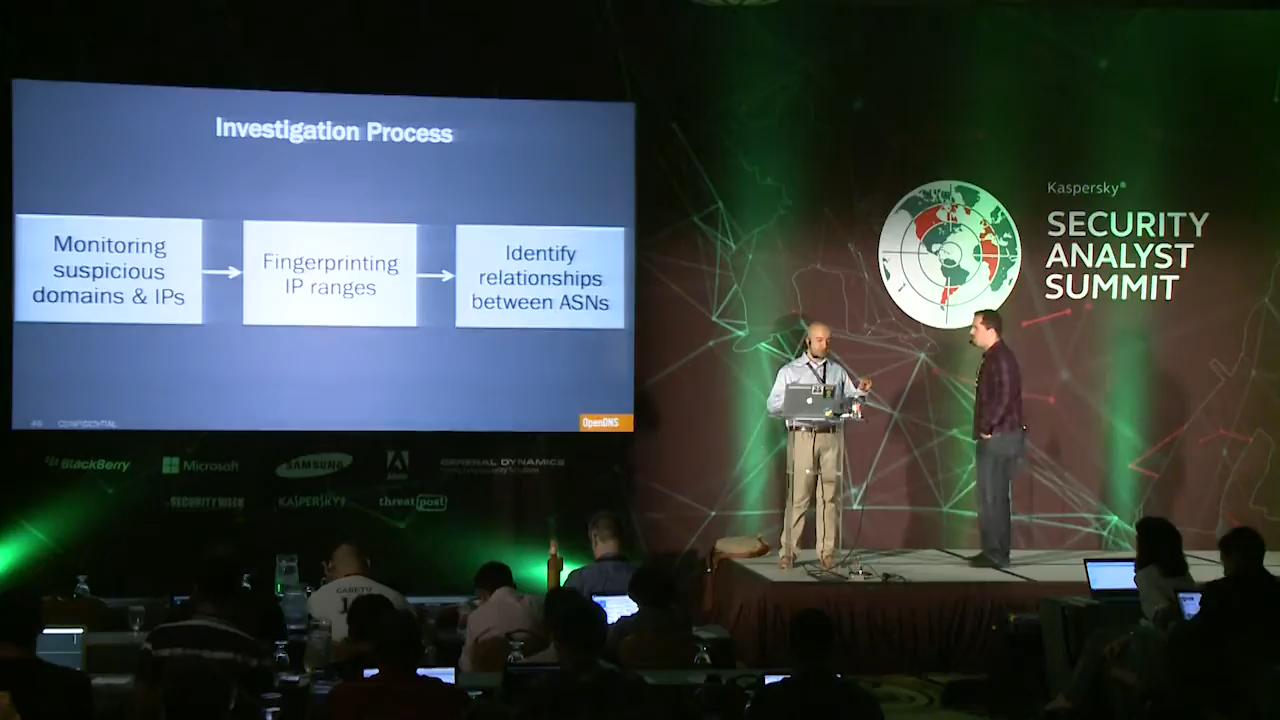 Investigation Process
Monitoring
suspicious
domains & IPs
Fingerprinting
IP ranges
Identify
relationships
between ASNs
CONFIDENTIAL
OpenDNS
Kaspersky®
SECURITY
ANALYST
SUMMIT
BlackBerry
Microsoft
SAMSUNG
GENERAL DYNAMICS
SECURITY WEEK
KASPERSKY
threatpost